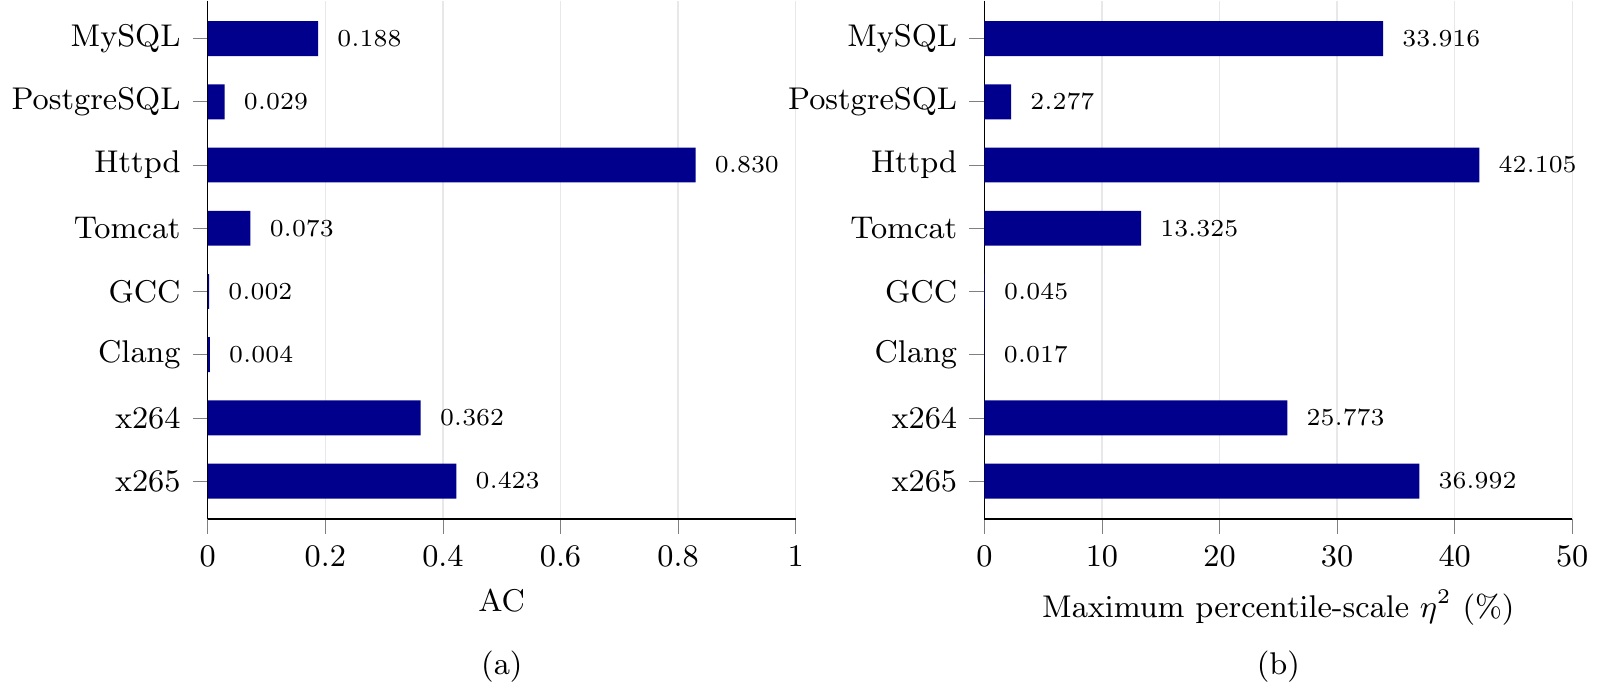 MySQL 0.188
PostgreSQL 0.029
Httpd 0.830
Tomcat 0.073
GCC 0.002
Clang 0.004
x264 0.362
x265 0.423
0 0.2 0.4 0.6 0.8 1
AC
(a)
MySQL 33.916
PostgreSQL 2.277
Httpd 42.105
Tomcat 13.325
GCC 0.045
Clang 0.017
x264 25.773
x265 36.992
0 10 20 30 40 50
Maximum percentile-scale η² (%)
(b)